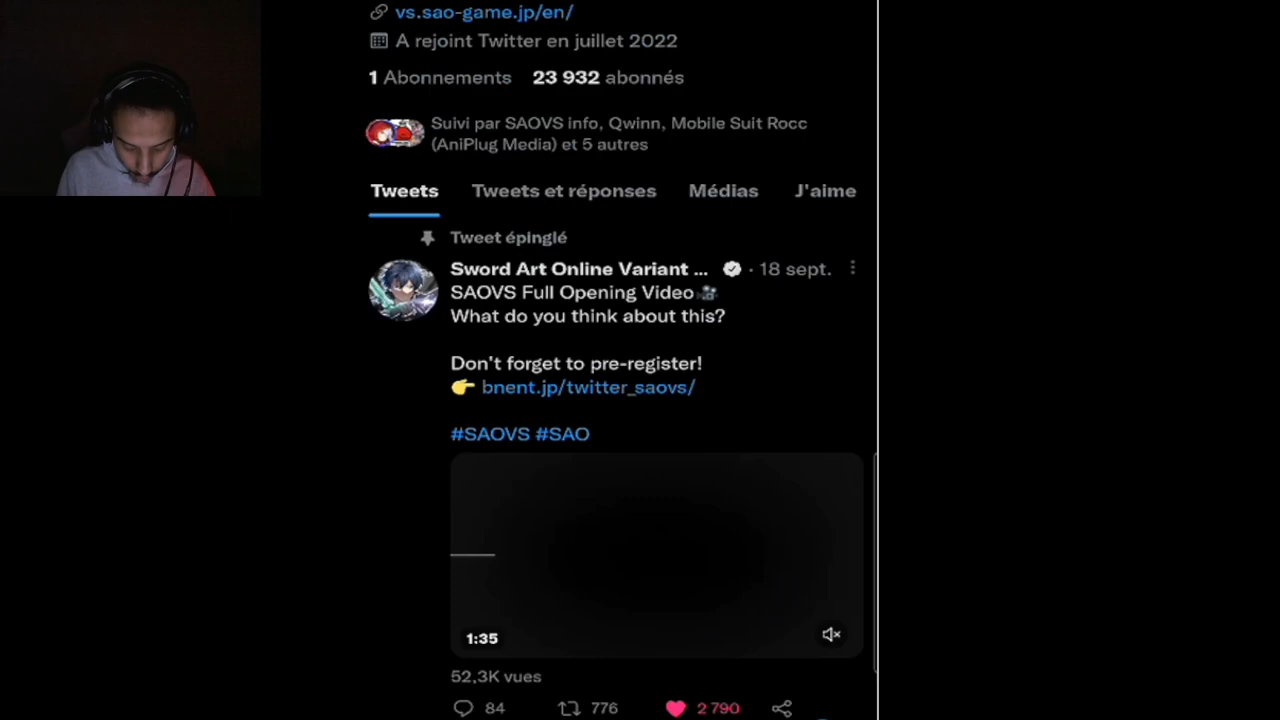 vs.sao-game.jp/en/
A rejoint Twitter en juillet 2022
1 Abonnements 23 932 abonnés
Suivi par SAOVS info, Qwinn, Mobile Suit Rocc
(AniPlug Media) et 5 autres
Tweets Tweets et réponses Médias J'aime
Tweet épinglé
Sword Art Online Variant ... · 18 sept.
SAOVS Full Opening Video🎥
What do you think about this?
Don't forget to pre-register!
👉 bnent.jp/twitter_saovs/
#SAOVS #SAO
1:35
52,3K vues
84 776 2 790